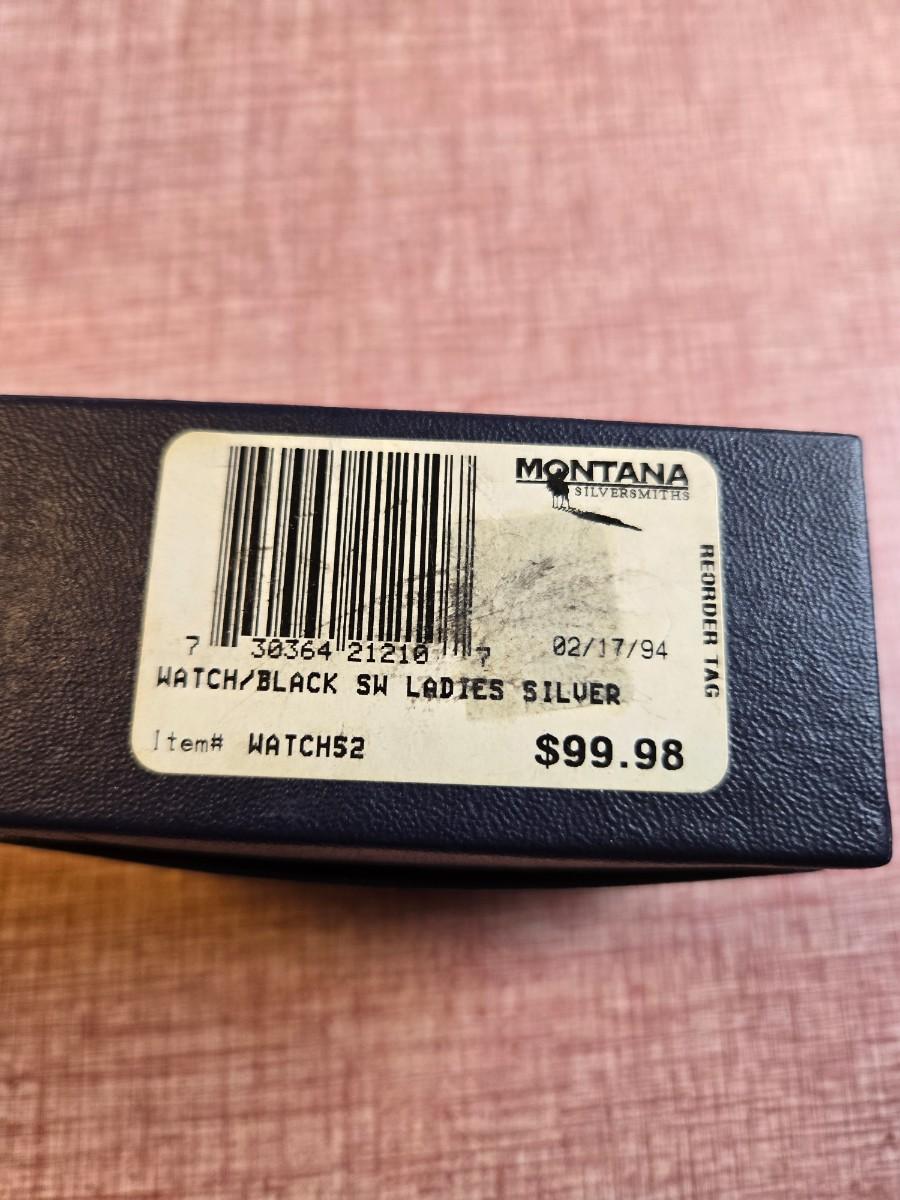 MONTANA
SILVERSMITHS
REORDER TAG
7 30364 21210 7
02/17/94
WATCH/BLACK SW LADIES SILVER
Item# WATCH52
$99.98